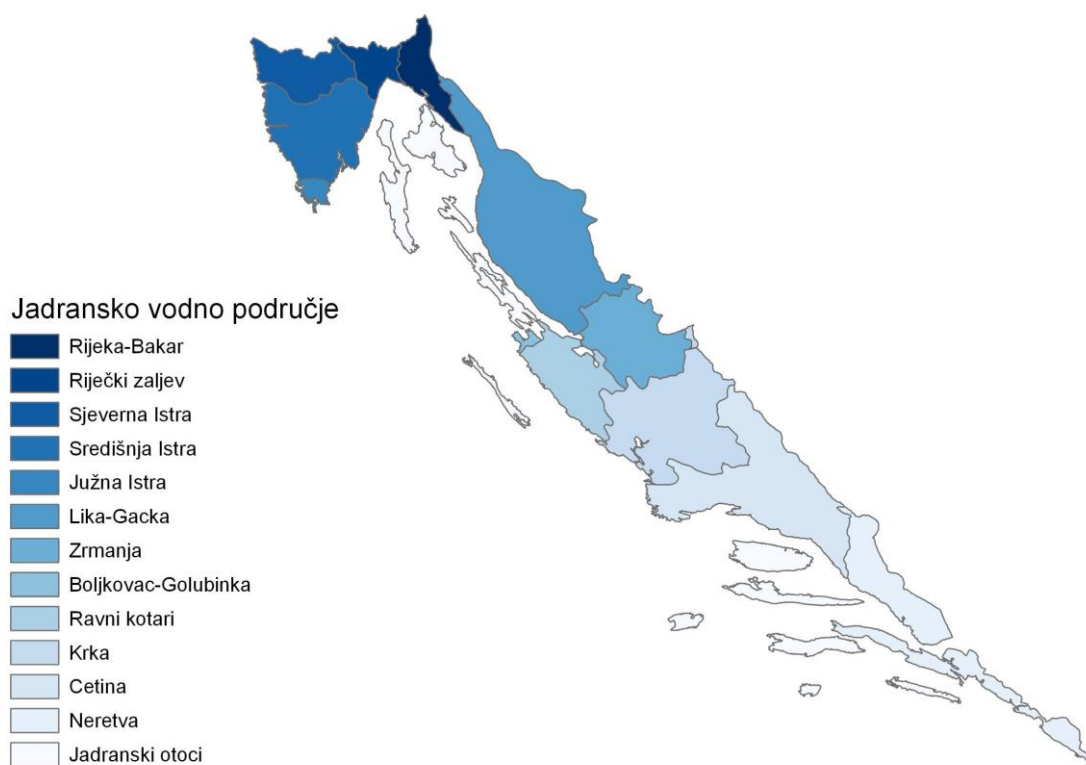 Jadransko vodno područje
Rijeka-Bakar
Riječki zaljev
Sjeverna Istra
Središnja Istra
Južna Istra
Lika-Gacka
Zrmanja
Boljkovac-Golubinka
Ravni kotari
Krka
Cetina
Neretva
Jadranski otoci